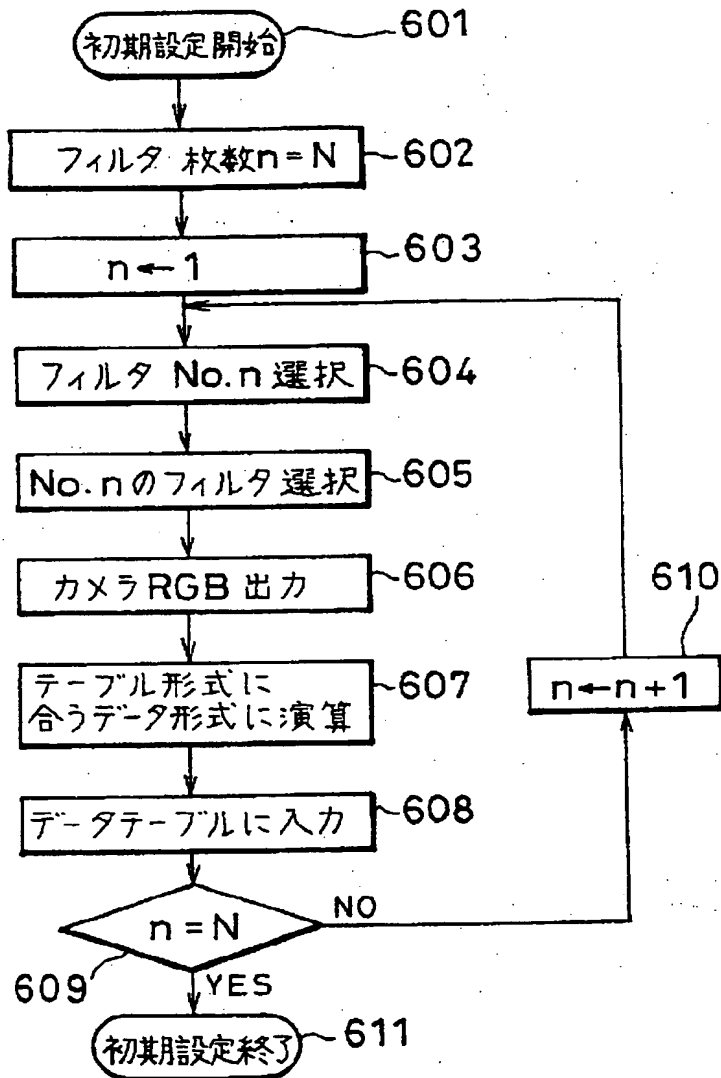 初期設定開始
601
フィルタ 枚数n=N
602
n←1
603
フィルタ No.n 選択
604
No.nのフィルタ選択
605
カメラRGB出力
606
テーブル形式に
合うデータ形式に演算
607
データテーブルに入力
608
n=N
609
NO
YES
610
n←n+1
初期設定終了
611